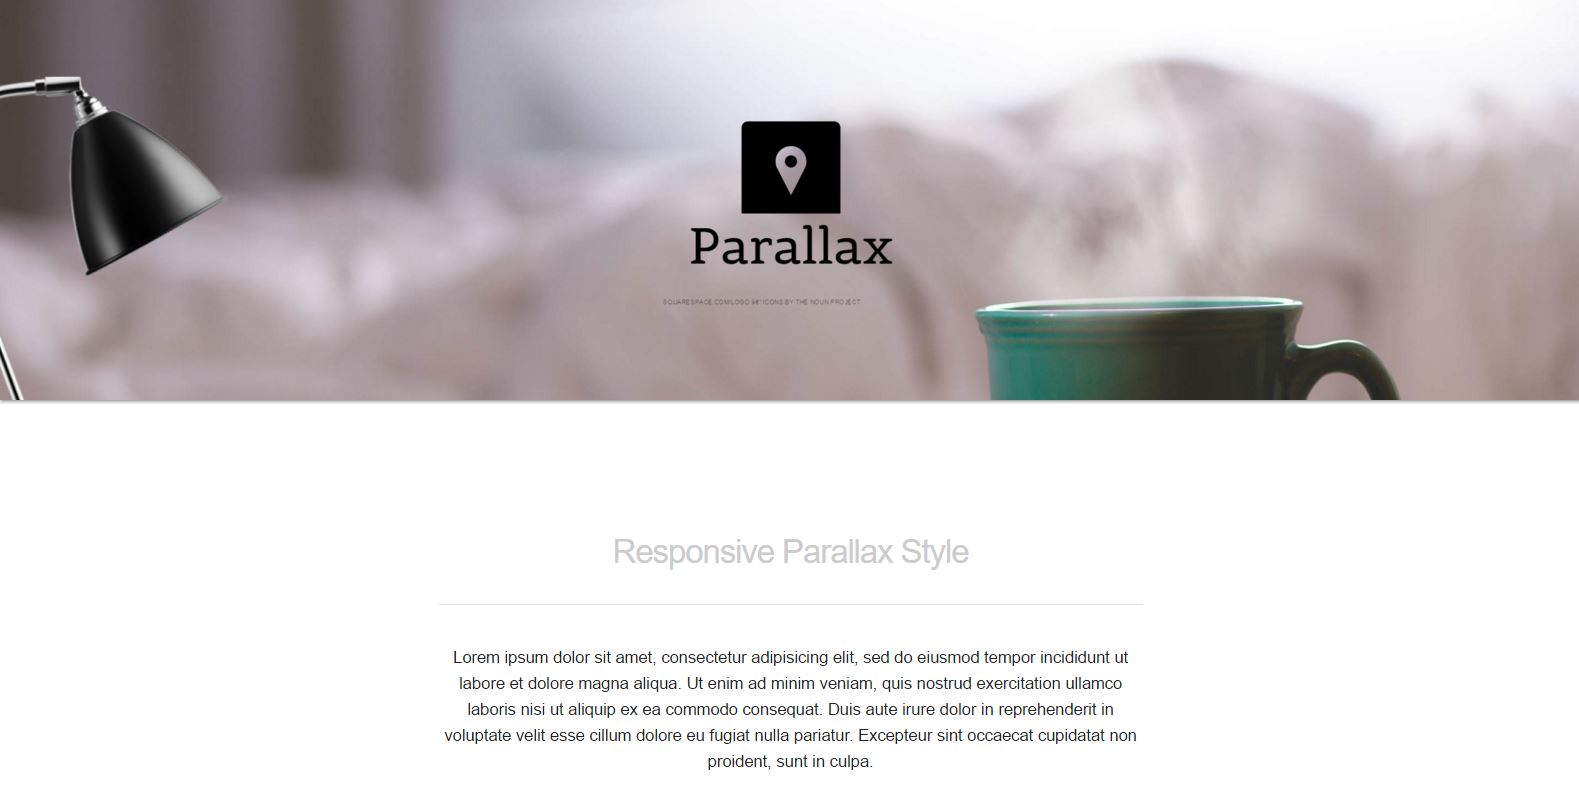 Parallax
SQUARESPACE.COM/LOGO â€“ ICONS BY THE NOUN PROJECT
Responsive Parallax Style
Lorem ipsum dolor sit amet, consectetur adipisicing elit, sed do eiusmod tempor incididunt ut
labore et dolore magna aliqua. Ut enim ad minim veniam, quis nostrud exercitation ullamco
laboris nisi ut aliquip ex ea commodo consequat. Duis aute irure dolor in reprehenderit in
voluptate velit esse cillum dolore eu fugiat nulla pariatur. Excepteur sint occaecat cupidatat non
proident, sunt in culpa.